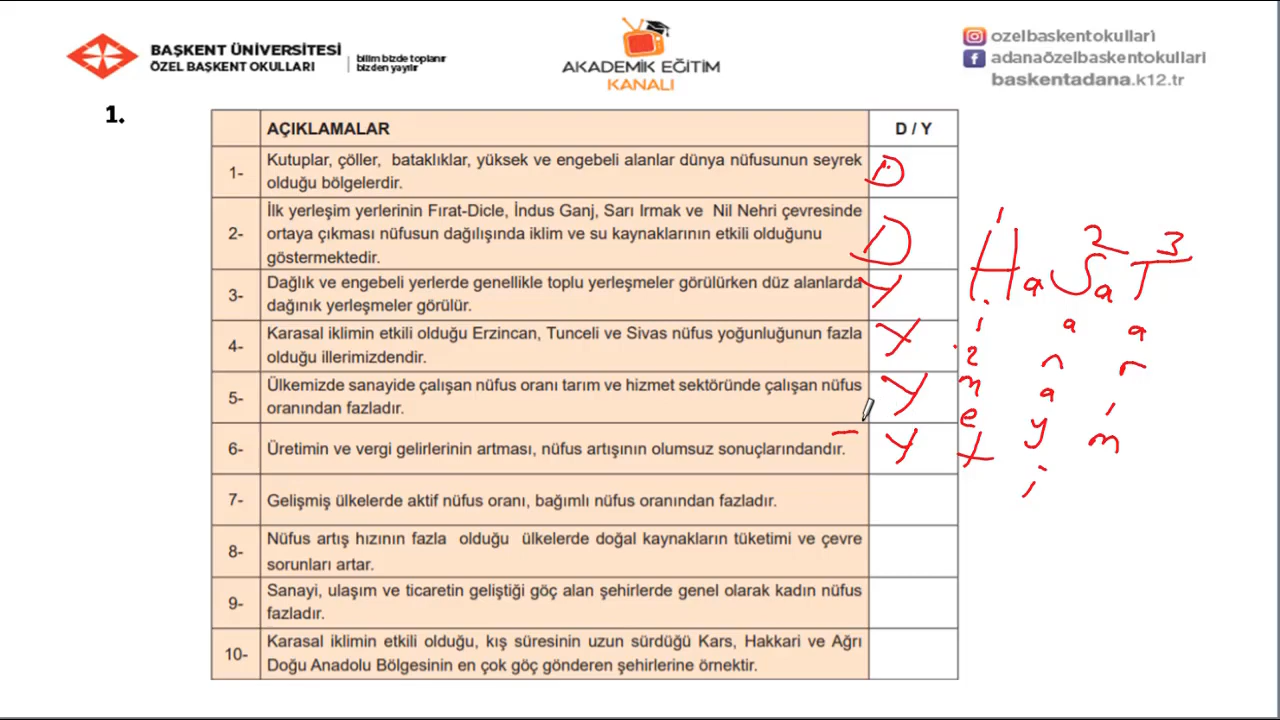 BAŞKENT ÜNİVERSİTESİ
ÖZEL BAŞKENT OKULLARI
bilim bizde toplanır
bizden yayılır
AKADEMİK EĞİTİM
KANALI
ozelbaskentokullari
adanaözelbaskentokullari
baskentadana.k12.tr
1.
AÇIKLAMALAR D / Y
1- Kutuplar, çöller, bataklıklar, yüksek ve engebeli alanlar dünya nüfusunun seyrek
olduğu bölgelerdir. D
2- İlk yerleşim yerlerinin Fırat-Dicle, İndus Ganj, Sarı Irmak ve Nil Nehri çevresinde
ortaya çıkması nüfusun dağılışında iklim ve su kaynaklarının etkili olduğunu
göstermektedir. D
3- Dağlık ve engebeli yerlerde genellikle toplu yerleşmeler görülürken düz alanlarda
dağınık yerleşmeler görülür. Y
4- Karasal iklimin etkili olduğu Erzincan, Tunceli ve Sivas nüfus yoğunluğunun fazla
olduğu illerimizdendir. Y
5- Ülkemizde sanayide çalışan nüfus oranı tarım ve hizmet sektöründe çalışan nüfus
oranından fazladır. Y
6- Üretimin ve vergi gelirlerinin artması, nüfus artışının olumsuz sonuçlarındandır. Y
7- Gelişmiş ülkelerde aktif nüfus oranı, bağımlı nüfus oranından fazladır.
8- Nüfus artış hızının fazla olduğu ülkelerde doğal kaynakların tüketimi ve çevre
sorunları artar.
9- Sanayi, ulaşım ve ticaretin geliştiği göç alan şehirlerde genel olarak kadın nüfus
fazladır.
10- Karasal iklimin etkili olduğu, kış süresinin uzun sürdüğü Kars, Hakkari ve Ağrı
Doğu Anadolu Bölgesinin en çok göç gönderen şehirlerine örnektir.
1 2 3
HaSaT
i a a
z n r
m a ı
e y m
t i